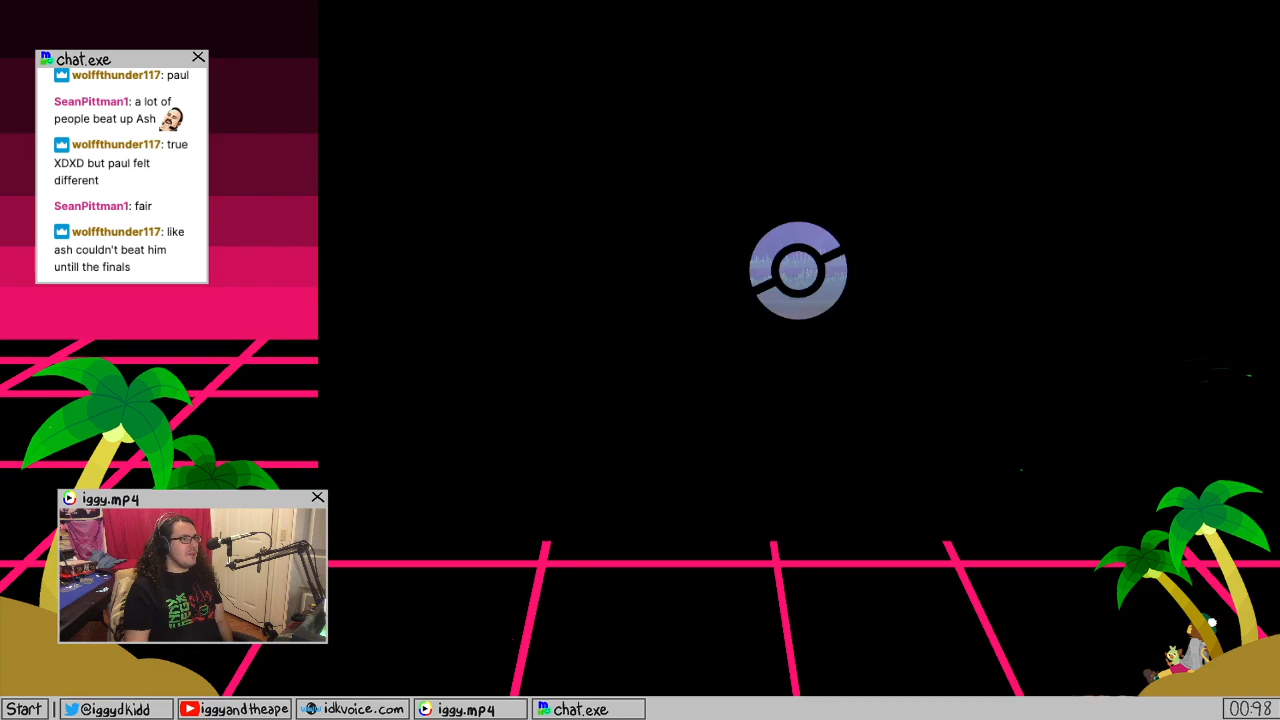 chat.exe
wolffthunder117: paul
SeanPittman1: a lot of
people beat up Ash
wolffthunder117: true
XDXD but paul felt
different
SeanPittman1: fair
wolffthunder117: like
ash couldn't beat him
untill the finals
iggy.mp4
Start | @iggydkidd iggyandtheape idkvoice.com iggy.mp4 chat.exe 00:98